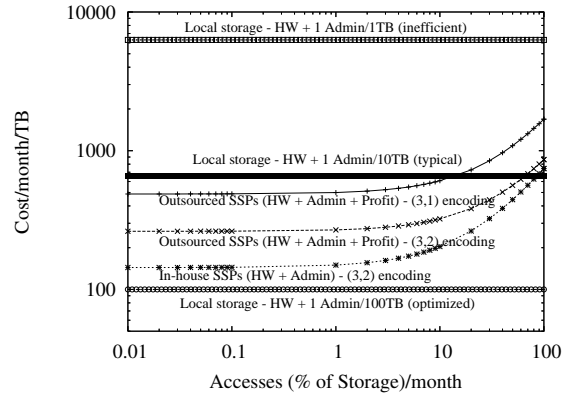 10000
Local storage - HW + 1 Admin/1TB (inefficient)
Cost/month/TB
1000
Local storage - HW + 1 Admin/10TB (typical)
Outsourced SSPs (HW + Admin + Profit) - (3,1) encoding
Outsourced SSPs (HW + Admin + Profit) - (3,2) encoding
In-house SSPs (HW + Admin) - (3,2) encoding
100
Local storage - HW + 1 Admin/100TB (optimized)
0.01 0.1 1 10 100
Accesses (% of Storage)/month